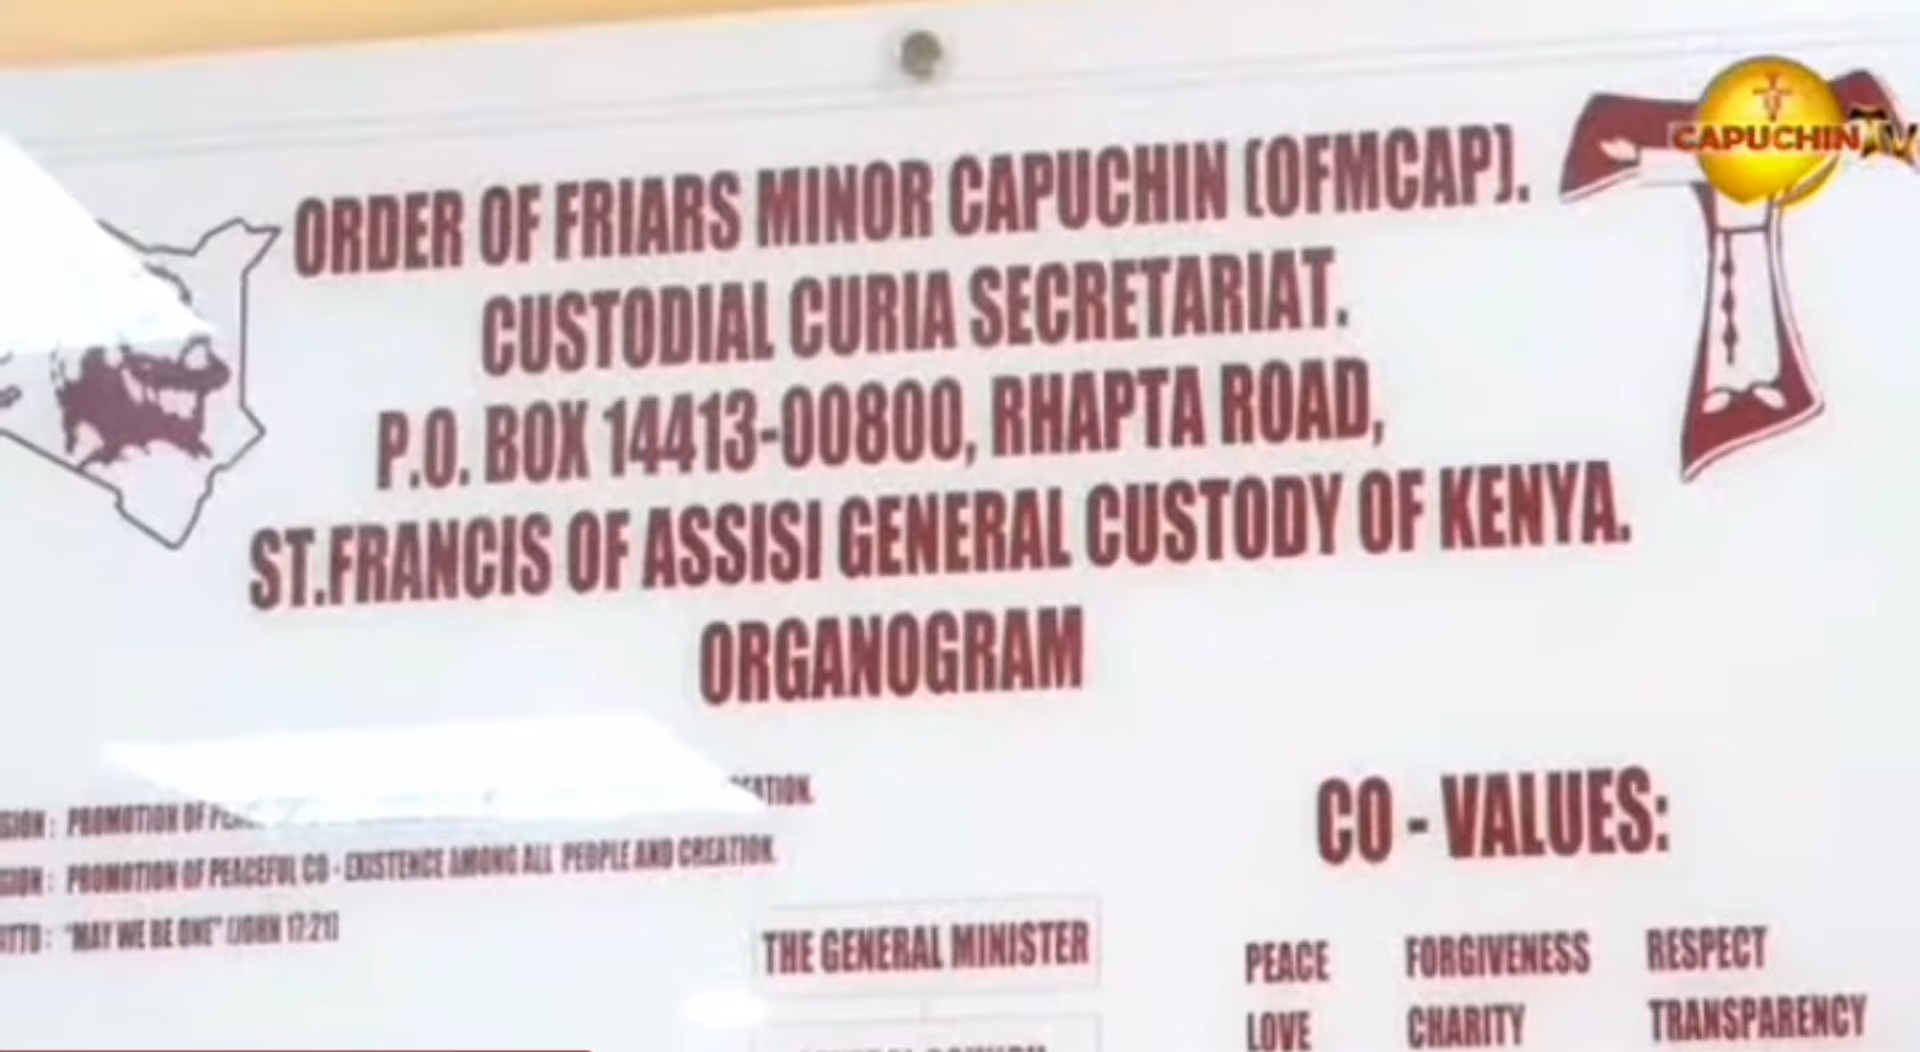 CAPUCHIN TV
ORDER OF FRIARS MINOR CAPUCHIN (OFMCAP).
CUSTODIAL CURIA SECRETARIAT.
P.O. BOX 14413-00800, RHAPTA ROAD,
ST.FRANCIS OF ASSISI GENERAL CUSTODY OF KENYA.
ORGANOGRAM
PROMOTION OF
PROMOTION OF PEACEFUL CO - EXISTENCE AMONG ALL PEOPLE AND CREATION.
"MAY WE BE ONE" (JOHN 17:21)
THE GENERAL MINISTER
CO - VALUES:
PEACE FORGIVENESS RESPECT
LOVE CHARITY TRANSPARENCY